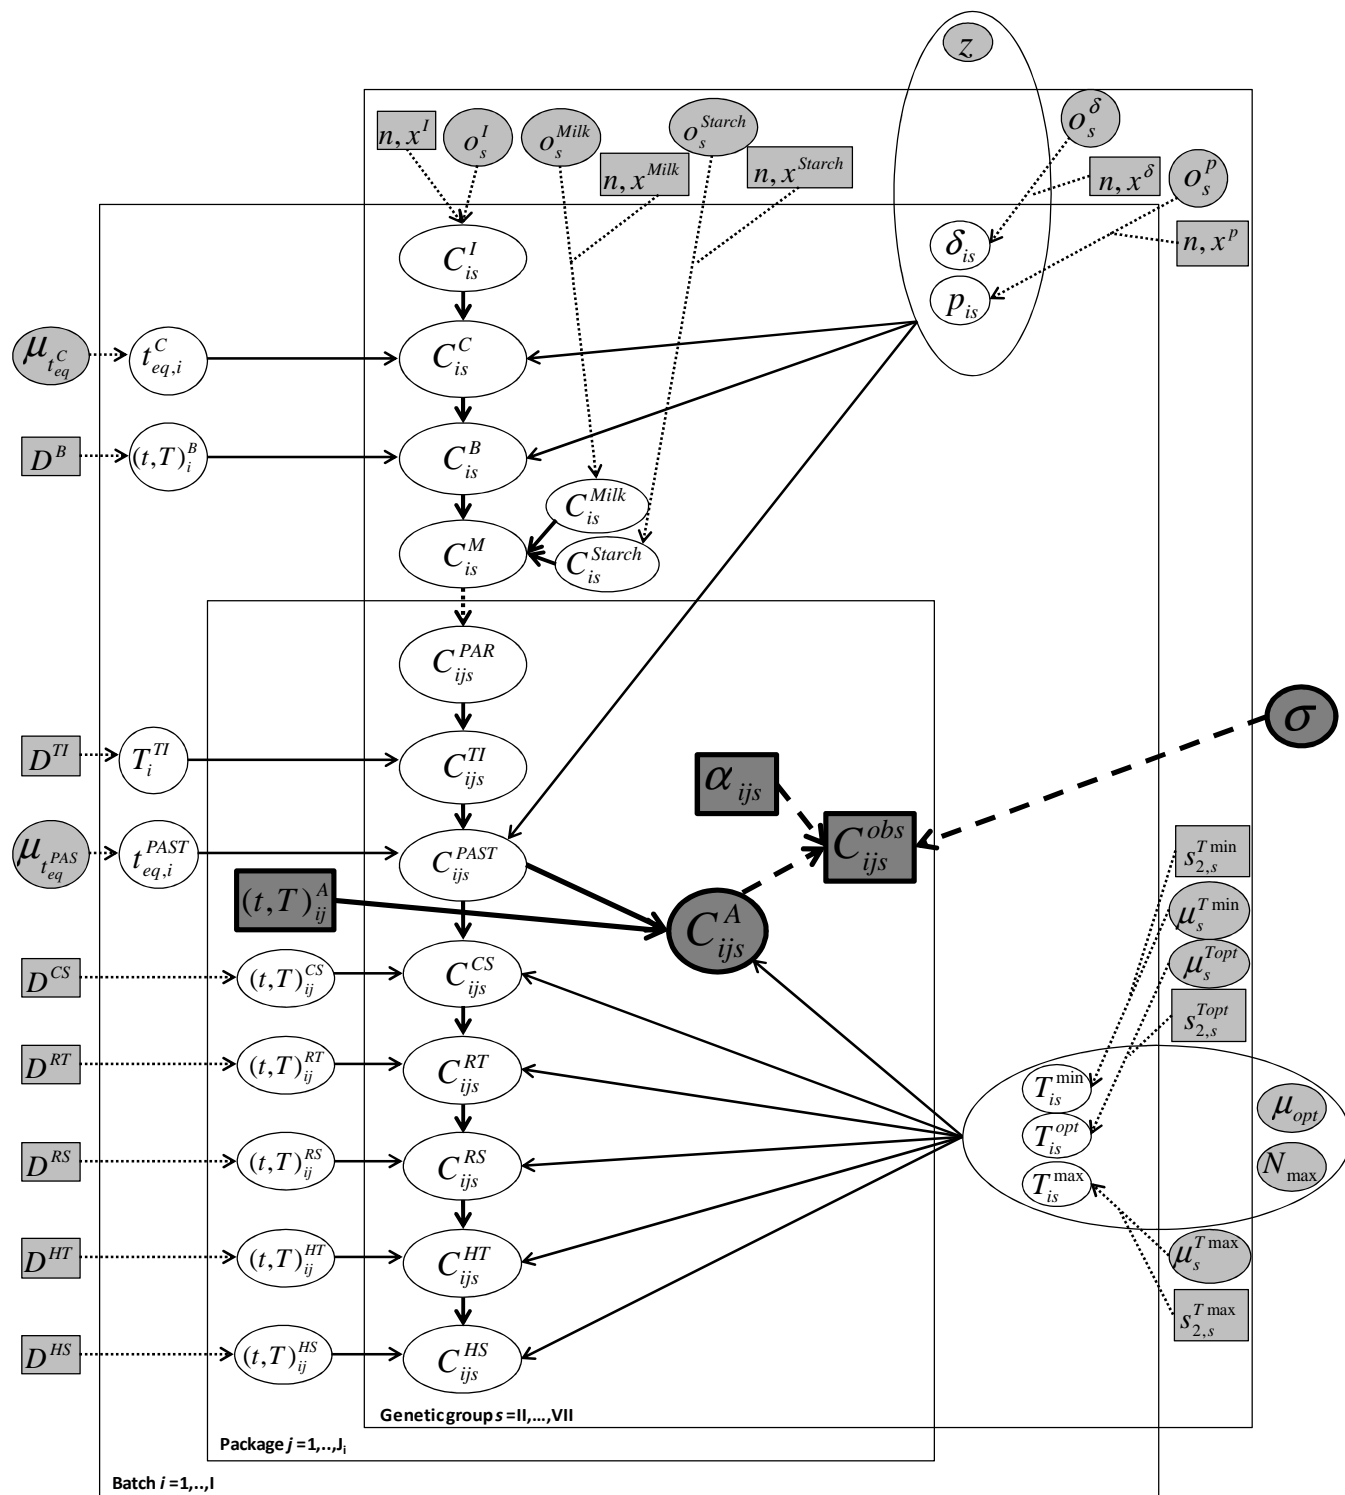 z
n, x^I
o_s^I
o_s^Milk
n, x^Milk
o_s^Starch
n, x^Starch
o_s^δ
n, x^δ
o_s^p
n, x^p
δ_is
p_is
C_is^I
μ_{t_eq^C}
t_{eq,i}^C
C_is^C
D^B
(t,T)_i^B
C_is^B
C_is^Milk
C_is^M
C_is^Starch
C_ijs^PAR
σ
D^TI
T_i^TI
C_ijs^TI
α_ijs
C_ijs^obs
μ_{t_eq^PAS}
t_{eq,i}^PAST
C_ijs^PAST
s_{2,s}^{T min}
(t,T)_ij^A
C_ijs^A
μ_s^{T min}
μ_s^{Topt}
D^CS
(t,T)_ij^CS
C_ijs^CS
s_{2,s}^{Topt}
D^RT
(t,T)_ij^RT
C_ijs^RT
T_is^min
μ_opt
T_is^opt
D^RS
(t,T)_ij^RS
C_ijs^RS
N_max
T_is^max
D^HT
(t,T)_ij^HT
C_ijs^HT
μ_s^{T max}
s_{2,s}^{T max}
D^HS
(t,T)_ij^HS
C_ijs^HS
Genetic group s =II,...,VII
Package j =1,..,J_i
Batch i =1,..,I